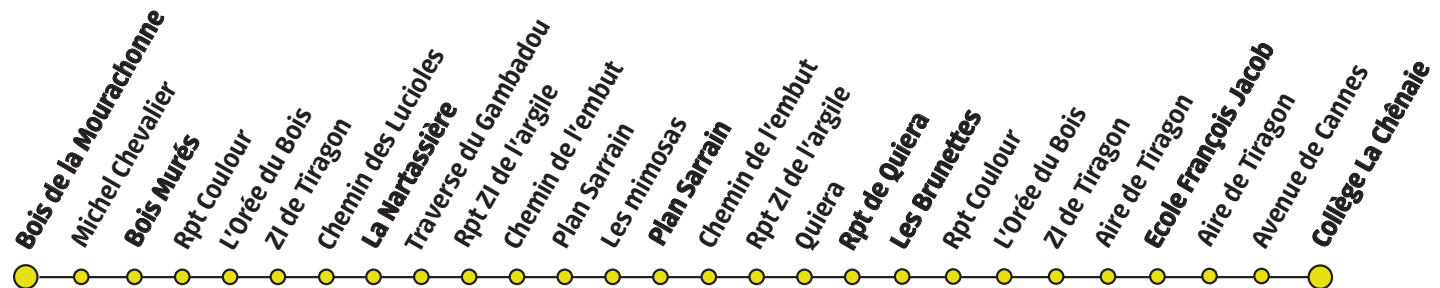 Bois de la Mourachonne
Michel Chevalier
Bois Murés
Rpt Coulour
L'Orée du Bois
ZI de Tiragon
Chemin des Lucioles
La Nartassière
Traverse du Gambadou
Rpt ZI de l'argile
Chemin de l'embut
Plan Sarrain
Les mimosas
Plan Sarrain
Chemin de l'embut
Rpt ZI de l'argile
Quiera
Rpt de Quiera
Les Brunettes
Rpt Coulour
L'Orée du Bois
ZI de Tiragon
Aire de Tiragon
Ecole François Jacob
Aire de Tiragon
Avenue de Cannes
Collège La Chênaie